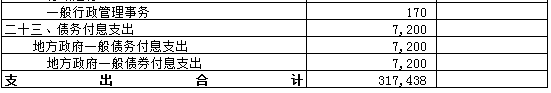 一般行政管理事务 170
二十三、债务付息支出 7,200
地方政府一般债务付息支出 7,200
地方政府一般债券付息支出 7,200
支出合计 317,438